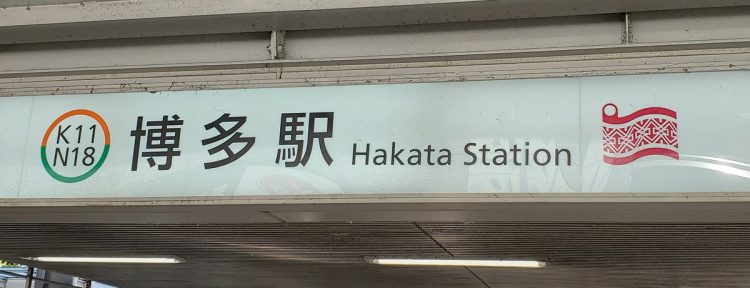 K11
N18
博多駅 Hakata Station